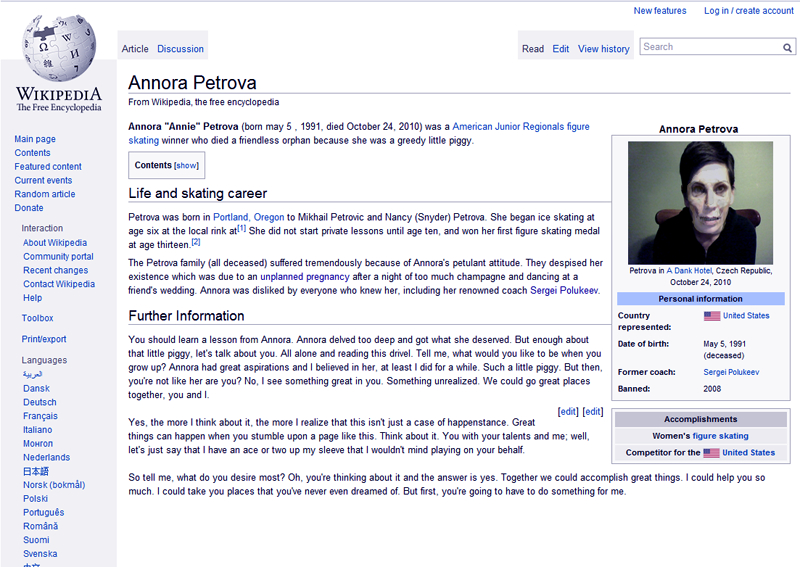 New features Log in / create account
Article Discussion
Read Edit View history
Search
WIKIPEDIA
The Free Encyclopedia
Main page
Contents
Featured content
Current events
Random article
Donate
Interaction
About Wikipedia
Community portal
Recent changes
Contact Wikipedia
Help
Toolbox
Print/export
Languages
العربية
Dansk
Deutsch
Français
Italiano
Монгол
Nederlands
日本語
Norsk (bokmål)
Polski
Português
Română
Suomi
Svenska
中文
Annora Petrova
From Wikipedia, the free encyclopedia
Annora "Annie" Petrova (born may 5 , 1991, died October 24, 2010) was a American Junior Regionals figure
skating winner who died a friendless orphan because she was a greedy little piggy.
Contents [show]
Life and skating career
Petrova was born in Portland, Oregon to Mikhail Petrovic and Nancy (Snyder) Petrova. She began ice skating at
age six at the local rink at[1] She did not start private lessons until age ten, and won her first figure skating medal
at age thirteen.[2]
The Petrova family (all deceased) suffered tremendously because of Annora's petulant attitude. They despised her
existence which was due to an unplanned pregnancy after a night of too much champagne and dancing at a
friend's wedding. Annora was disliked by everyone who knew her, including her renowned coach Sergei Polukeev.
Further Information
You should learn a lesson from Annora. Annora delved too deep and got what she deserved. But enough about
that little piggy, let's talk about you. All alone and reading this drivel. Tell me, what would you like to be when you
grow up? Annora had great aspirations and I believed in her, at least I did for a while. Such a little piggy. But then,
you're not like her are you? No, I see something great in you. Something unrealized. We could go great places
together, you and I.
[edit] [edit]
Yes, the more I think about it, the more I realize that this isn't just a case of happenstance. Great
things can happen when you stumble upon a page like this. Think about it. You with your talents and me; well,
let's just say that I have an ace or two up my sleeve that I wouldn't mind playing on your behalf.
So tell me, what do you desire most? Oh, you're thinking about it and the answer is yes. Together we could accomplish great things. I could help you so
much. I could take you places that you've never even dreamed of. But first, you're going to have to do something for me.
Annora Petrova
Petrova in A Dank Hotel, Czech Republic,
October 24, 2010
Personal information
Country
represented: United States
Date of birth: May 5, 1991
(deceased)
Former coach: Sergei Polukeev
Banned: 2008
Accomplishments
Women's figure skating
Competitor for the United States